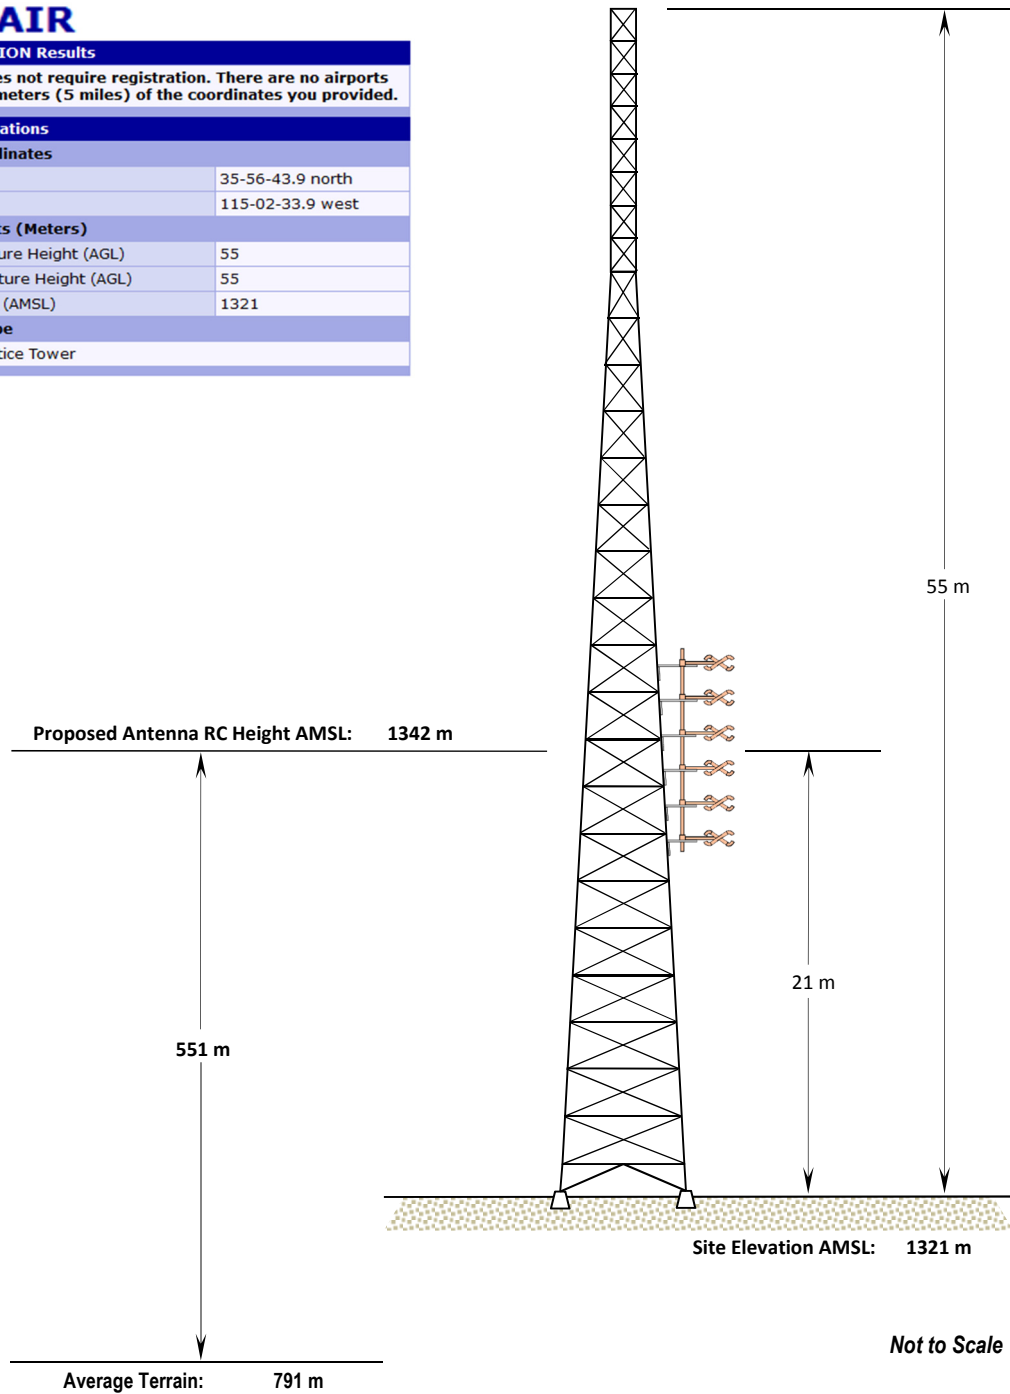 AIR
ION Results
es not require registration. There are no airports
meters (5 miles) of the coordinates you provided.
ations
dinates
35-56-43.9 north
115-02-33.9 west
ts (Meters)
ure Height (AGL) 55
ture Height (AGL) 55
(AMSL) 1321
pe
tice Tower
55 m
Proposed Antenna RC Height AMSL: 1342 m
21 m
551 m
Site Elevation AMSL: 1321 m
Not to Scale
Average Terrain: 791 m